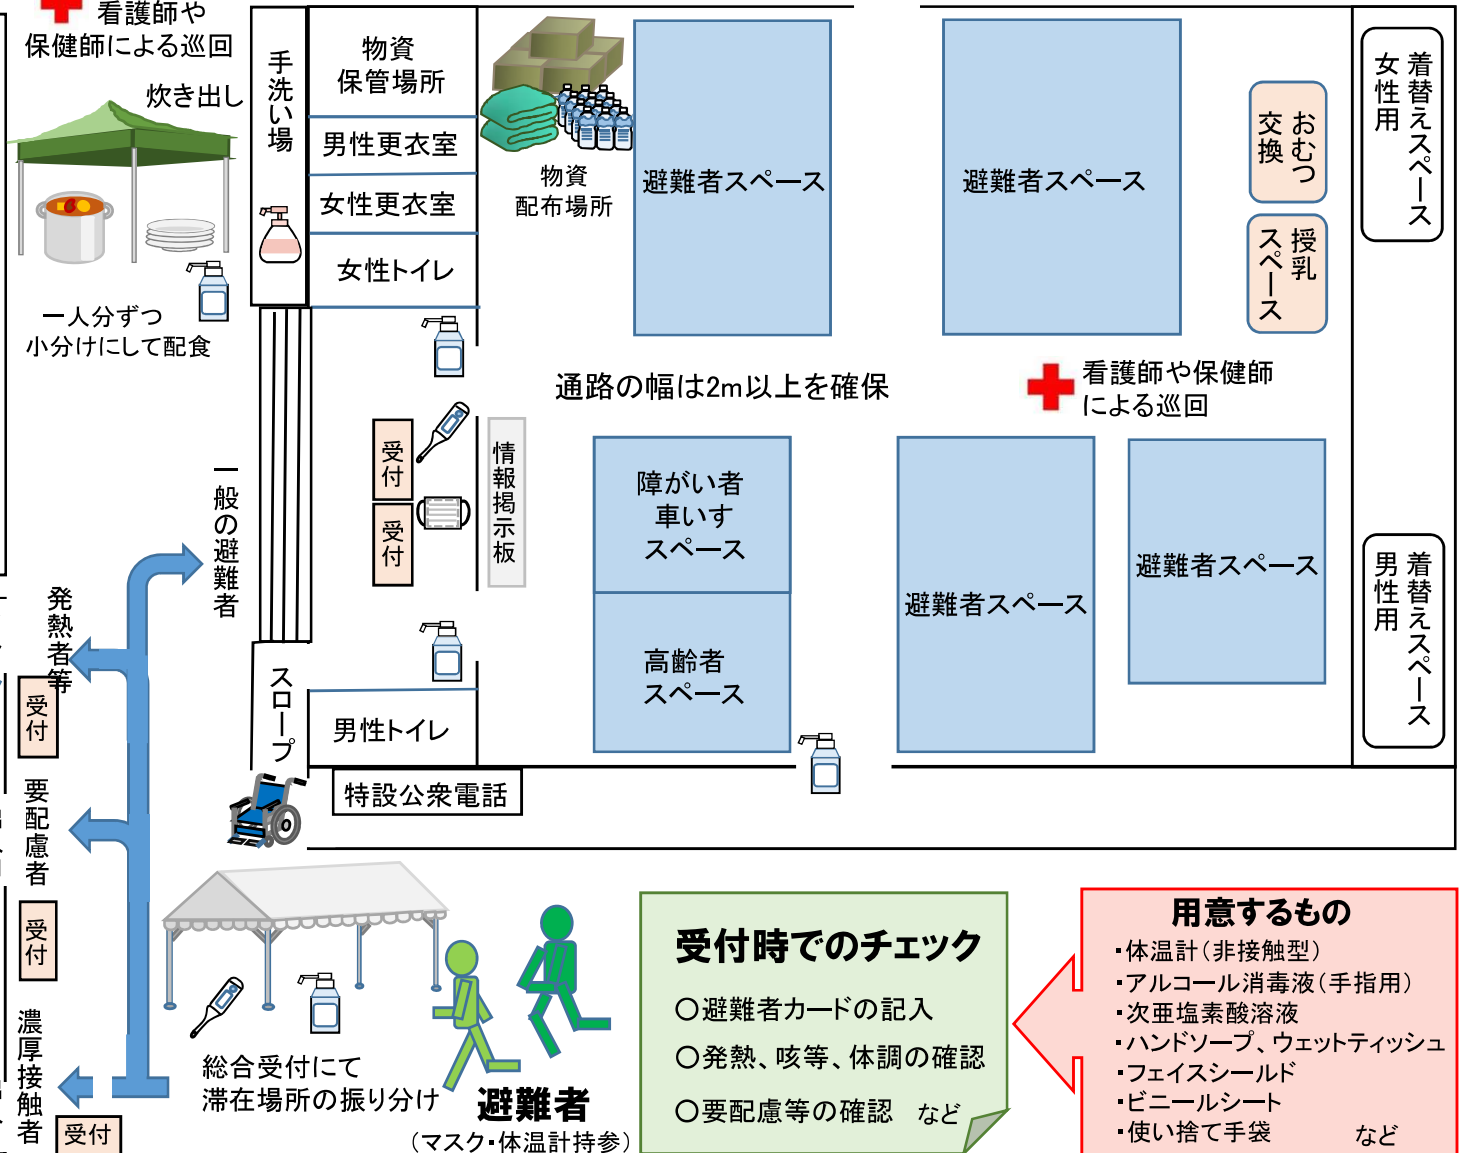 看護師や
保健師による巡回
炊き出し
一人分ずつ
小分けにして配食
手洗い場
物資
保管場所
男性更衣室
女性更衣室
女性トイレ
物資
配布場所
避難者スペース
避難者スペース
おむつ
交換
授乳
スペース
着替えスペース
女性用
通路の幅は2m以上を確保
看護師や保健師
による巡回
受付
受付
情報掲示板
障がい者
車いす
スペース
高齢者
スペース
避難者スペース
避難者スペース
着替えスペース
男性用
一般の避難者
スロープ
男性トイレ
特設公衆電話
発熱者等
受付
要配慮者
受付
濃厚接触者
受付
総合受付にて
滞在場所の振り分け
避難者
（マスク・体温計持参）
受付時でのチェック
○避難者カードの記入
○発熱、咳等、体調の確認
○要配慮等の確認 など
用意するもの
・体温計（非接触型）
・アルコール消毒液（手指用）
・次亜塩素酸溶液
・ハンドソープ、ウェットティッシュ
・フェイスシールド
・ビニールシート
・使い捨て手袋 など